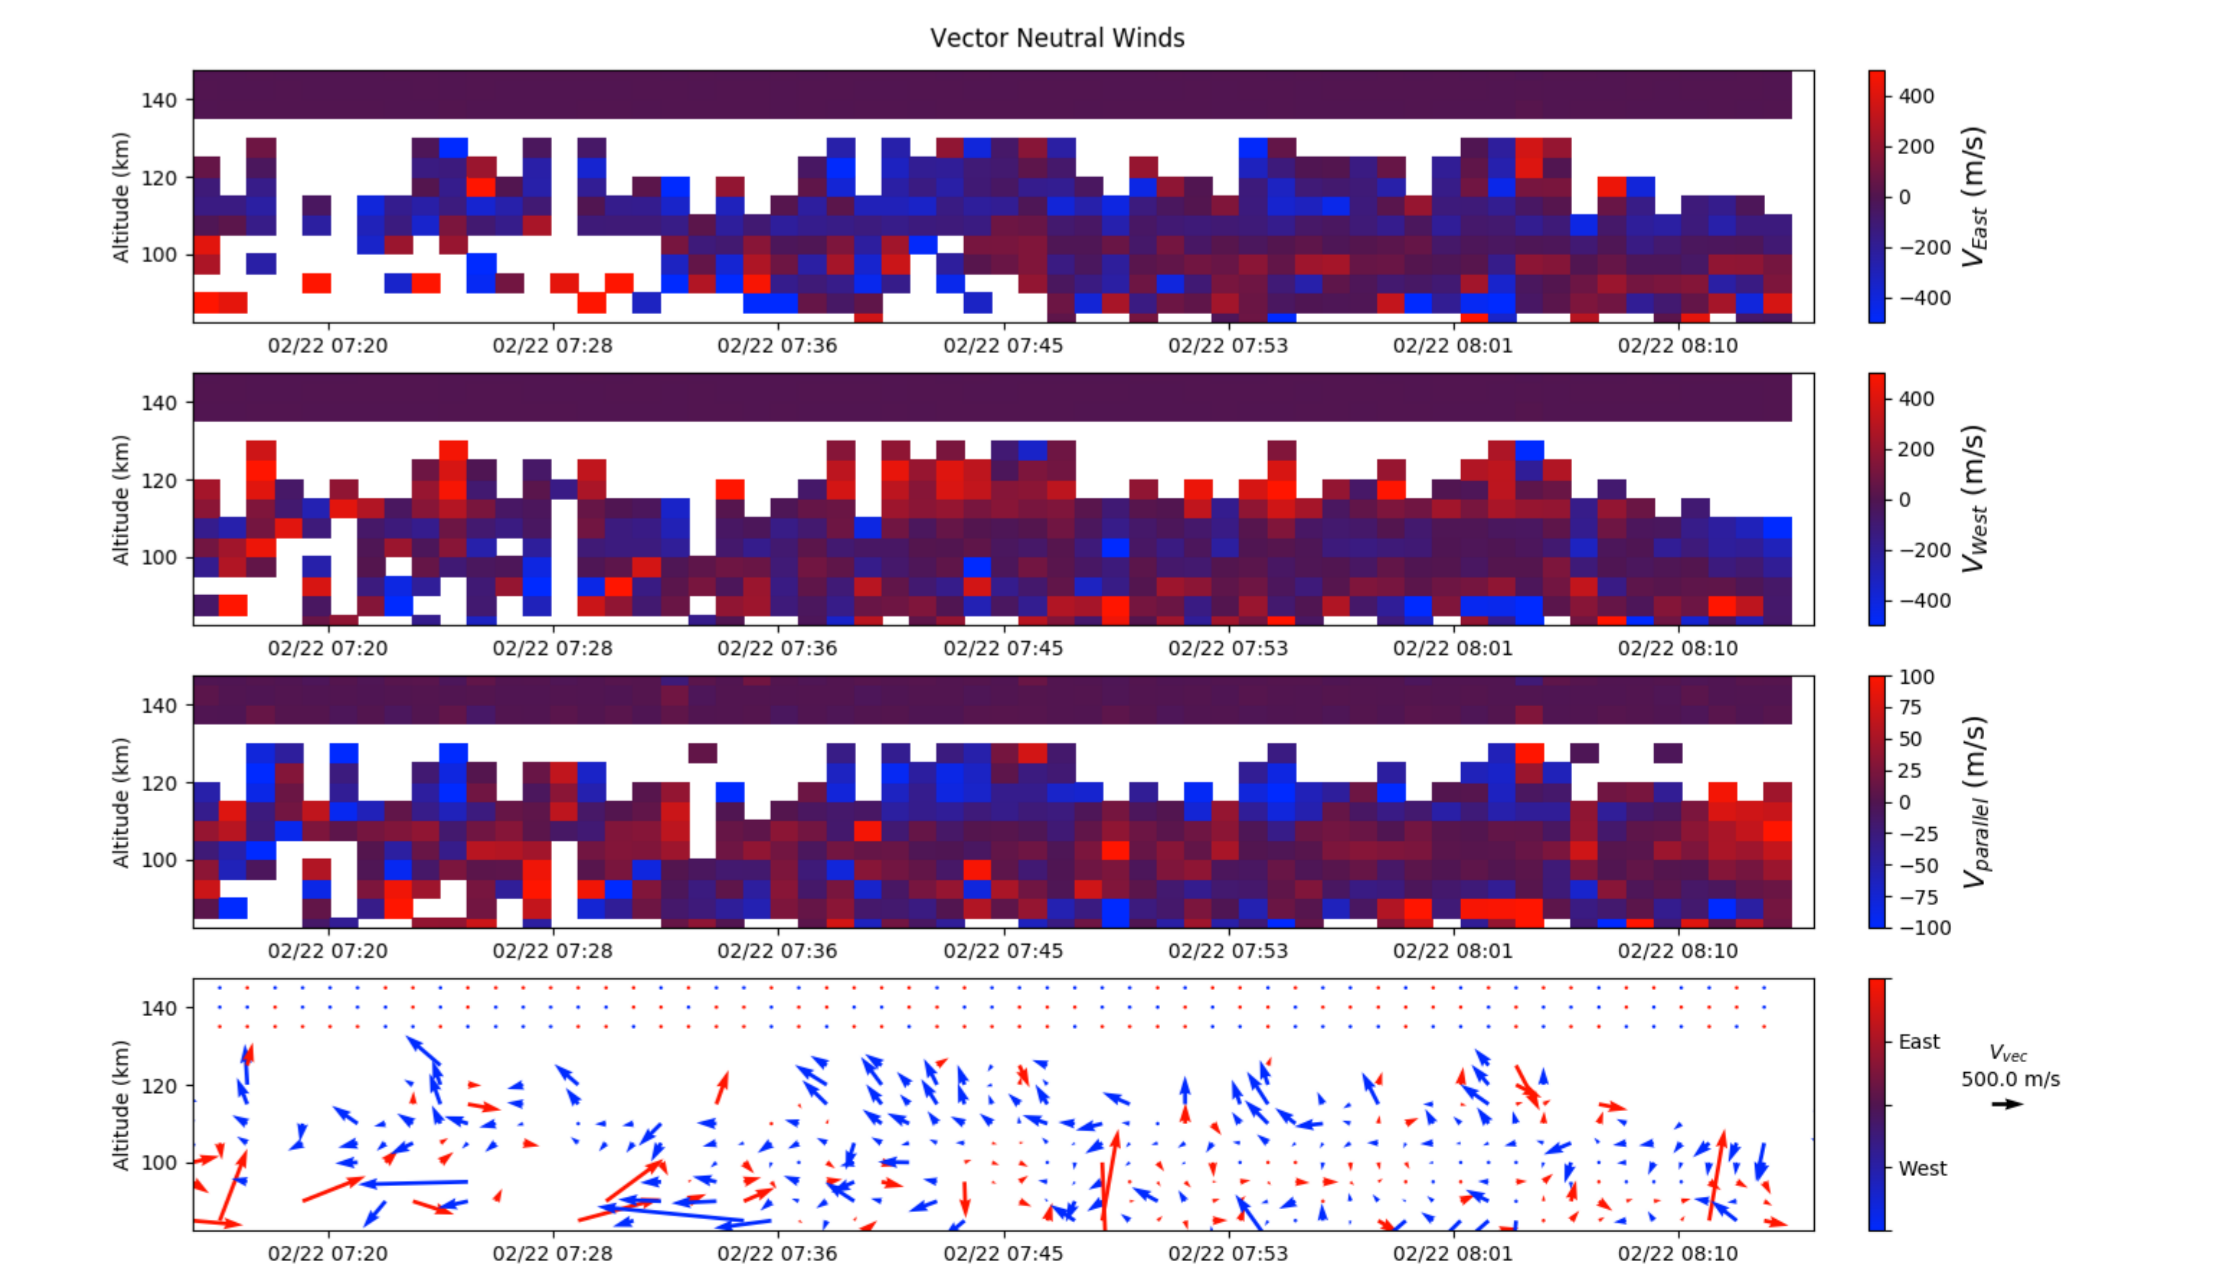 Vector Neutral Winds
Altitude (km)
140
120
100
02/22 07:20 02/22 07:28 02/22 07:36 02/22 07:45 02/22 07:53 02/22 08:01 02/22 08:10
400
200
0
−200
−400
V_East (m/s)
Altitude (km)
140
120
100
02/22 07:20 02/22 07:28 02/22 07:36 02/22 07:45 02/22 07:53 02/22 08:01 02/22 08:10
400
200
0
−200
−400
V_West (m/s)
Altitude (km)
140
120
100
02/22 07:20 02/22 07:28 02/22 07:36 02/22 07:45 02/22 07:53 02/22 08:01 02/22 08:10
100
75
50
25
0
−25
−50
−75
−100
V_parallel (m/s)
Altitude (km)
140
120
100
02/22 07:20 02/22 07:28 02/22 07:36 02/22 07:45 02/22 07:53 02/22 08:01 02/22 08:10
East
West
V_vec
500.0 m/s